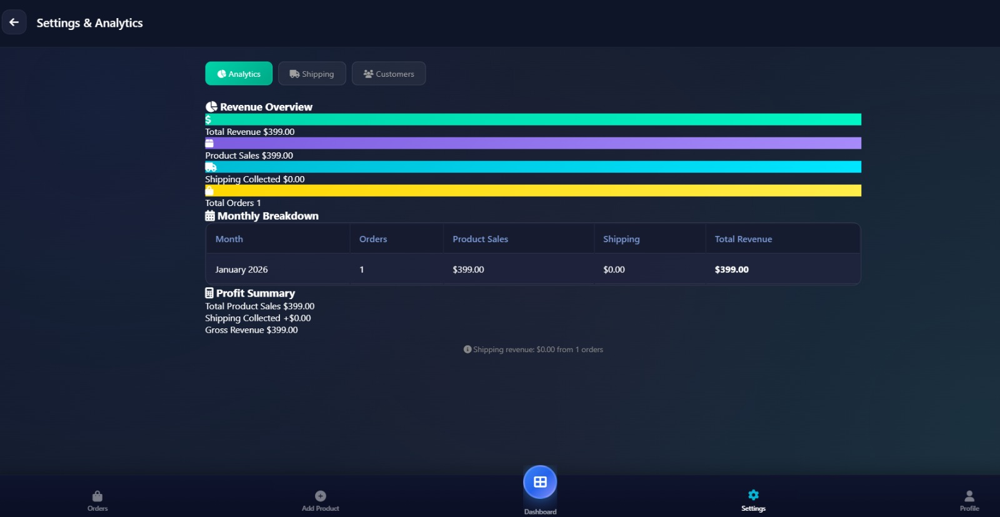 Settings & Analytics
Analytics
Shipping
Customers
Revenue Overview
$
Total Revenue $399.00
Product Sales $399.00
Shipping Collected $0.00
Total Orders 1
Monthly Breakdown
Month Orders Product Sales Shipping Total Revenue
January 2026 1 $399.00 $0.00 $399.00
Profit Summary
Total Product Sales $399.00
Shipping Collected +$0.00
Gross Revenue $399.00
Shipping revenue: $0.00 from 1 orders
Orders
Add Product
Dashboard
Settings
Profile